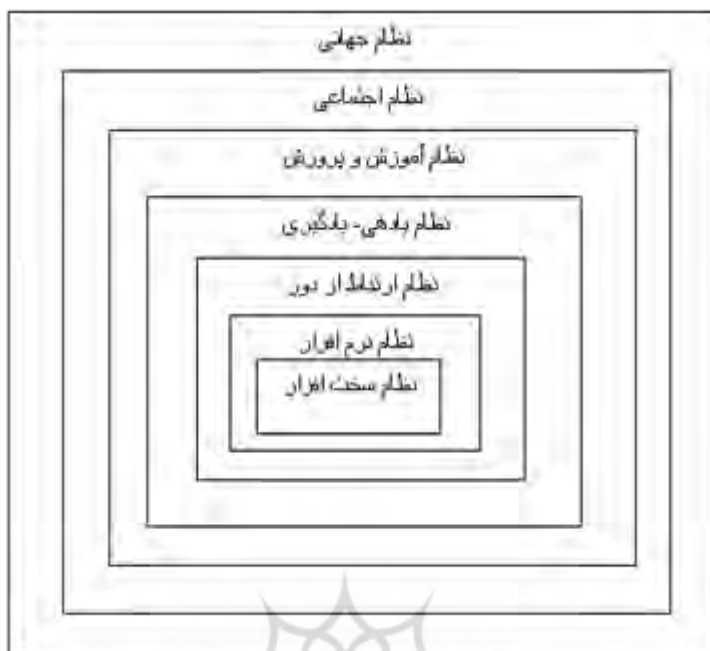 نظام جهانی
نظام اجتماعی
نظام آموزش و پرورش
نظام یادهی- یادگیری
نظام ارتباط از دور
نظام نرم افزار
نظام سخت افزار